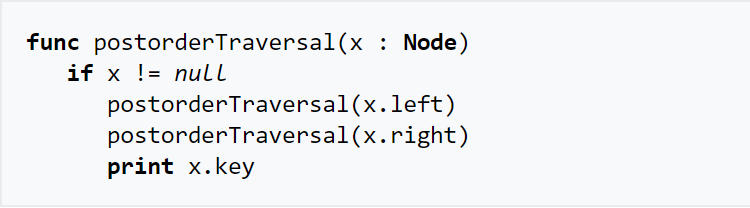 func postorderTraversal(x : Node)
   if x != null
      postorderTraversal(x.left)
      postorderTraversal(x.right)
      print x.key